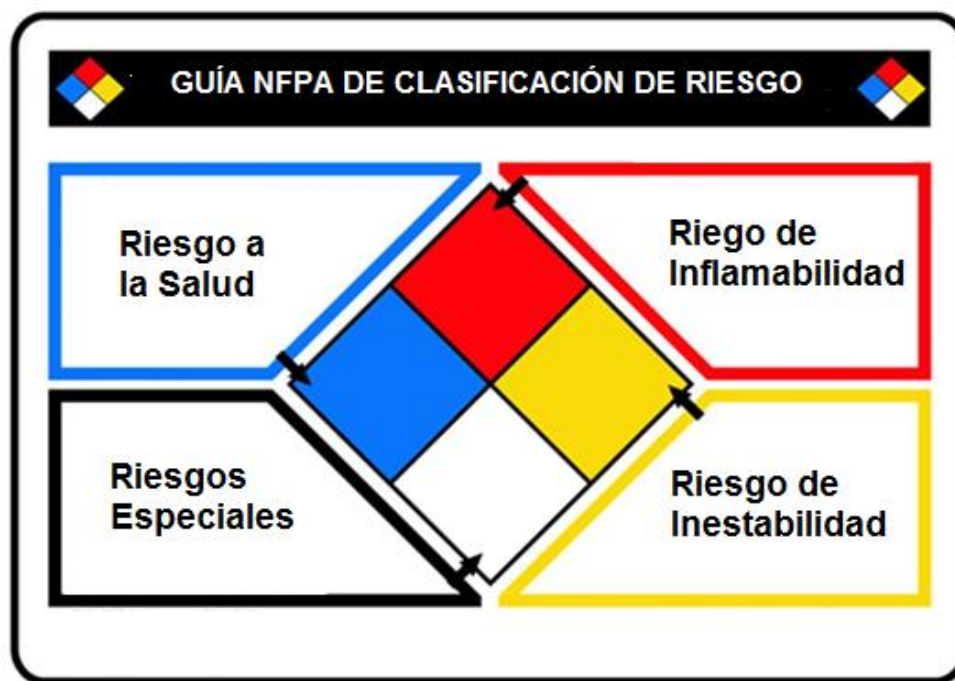 GUÍA NFPA DE CLASIFICACIÓN DE RIESGO
Riesgo a
la Salud
Riego de
Inflamabilidad
Riesgos
Especiales
Riesgo de
Inestabilidad